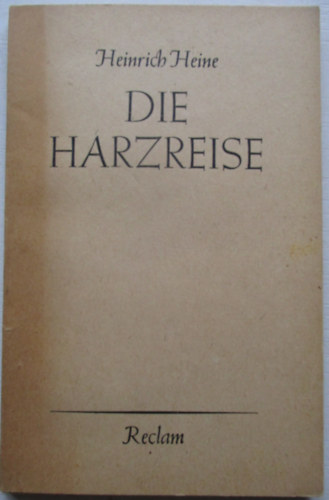 Heinrich Heine
DIE
HARZREISE
Reclam